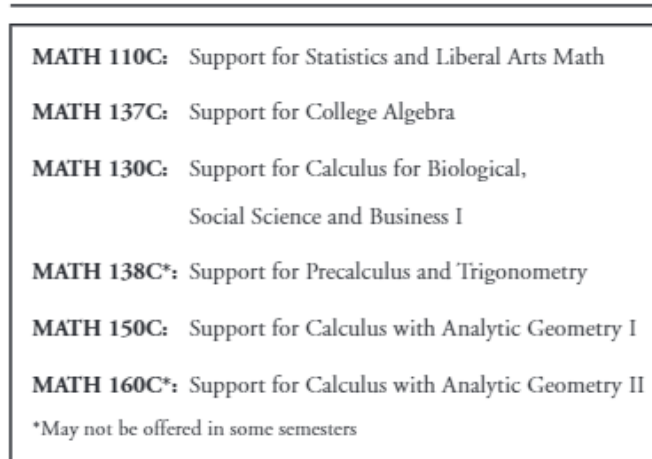 MATH 110C: Support for Statistics and Liberal Arts Math
MATH 137C: Support for College Algebra
MATH 130C: Support for Calculus for Biological,
Social Science and Business I
MATH 138C*: Support for Precalculus and Trigonometry
MATH 150C: Support for Calculus with Analytic Geometry I
MATH 160C*: Support for Calculus with Analytic Geometry II
*May not be offered in some semesters